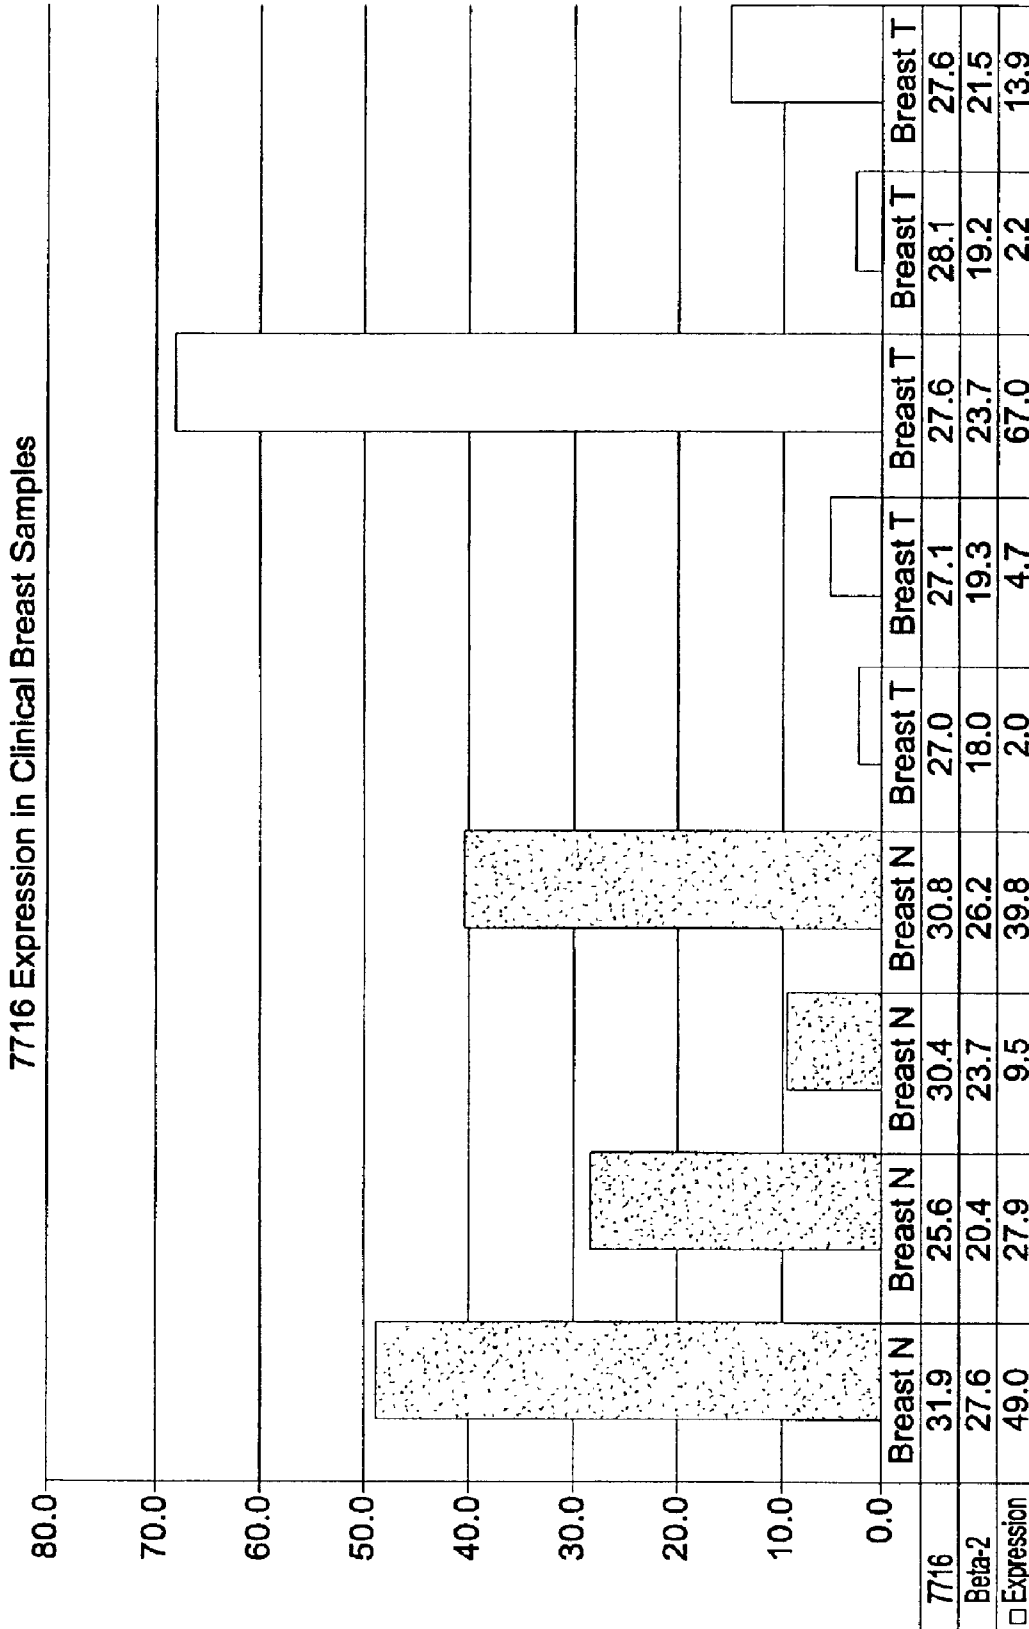 7716 Expression in Clinical Breast Samples
80.0
70.0
60.0
50.0
40.0
30.0
20.0
10.0
0.0
Breast N Breast N Breast N Breast N Breast T Breast T Breast T Breast T Breast T
7716 31.9 25.6 30.4 30.8 27.0 27.1 27.6 28.1 27.6
Beta-2 27.6 20.4 23.7 26.2 18.0 19.3 23.7 19.2 21.5
Expression 49.0 27.9 9.5 39.8 2.0 4.7 67.0 2.2 13.9